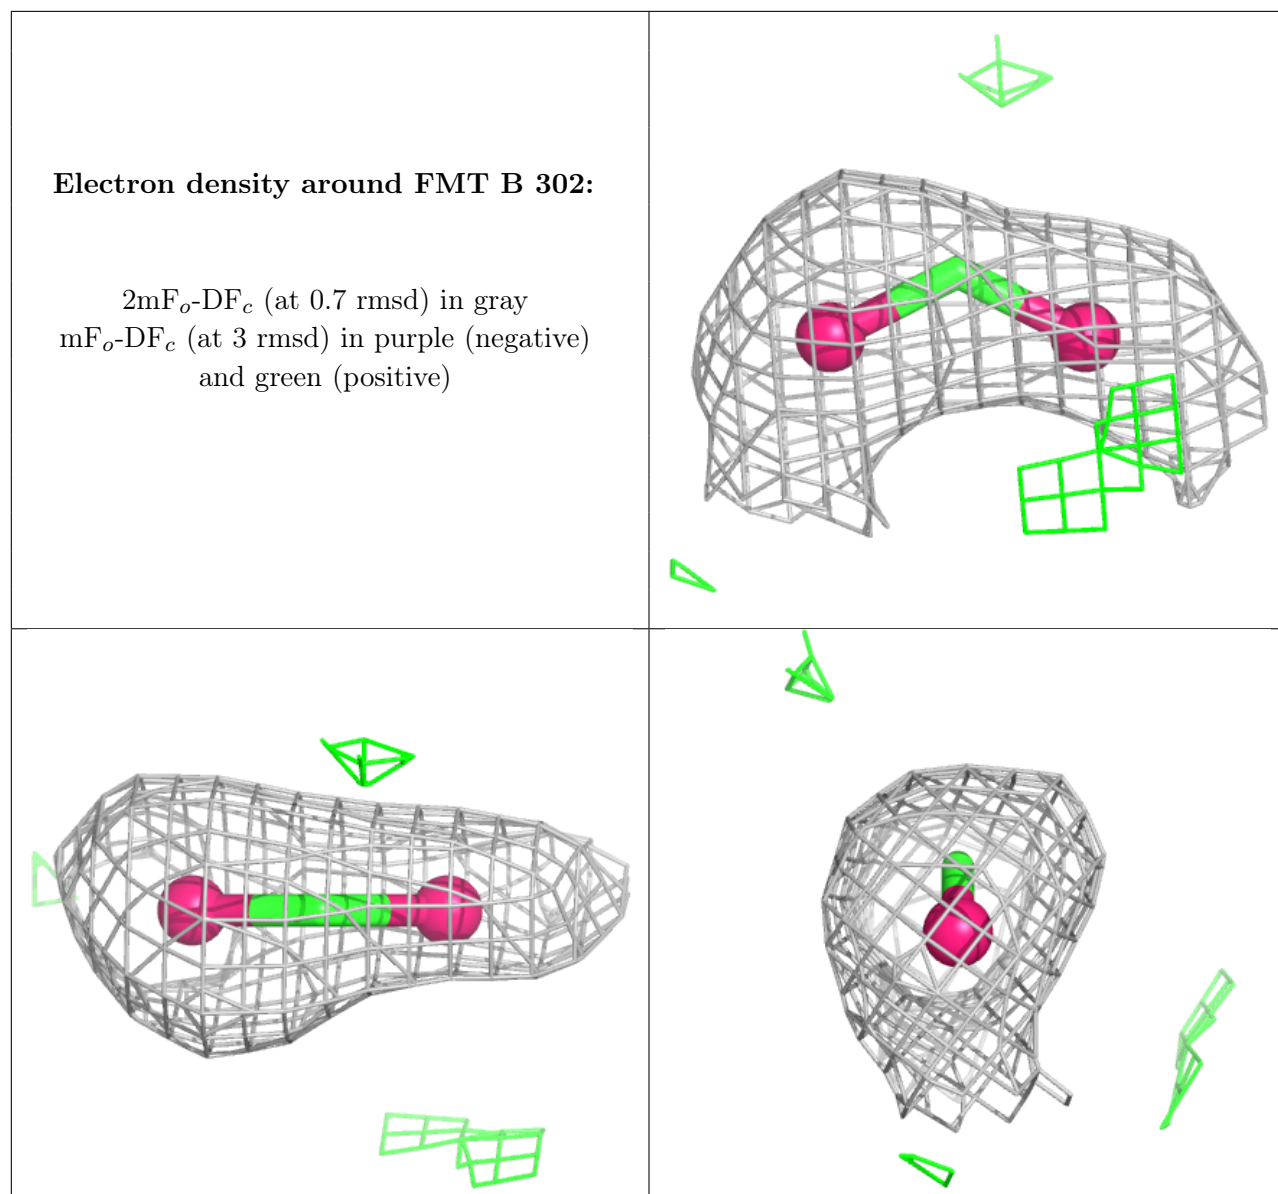 Electron density around FMT B 302:
2mFo-DFc (at 0.7 rmsd) in gray
mFo-DFc (at 3 rmsd) in purple (negative)
and green (positive)